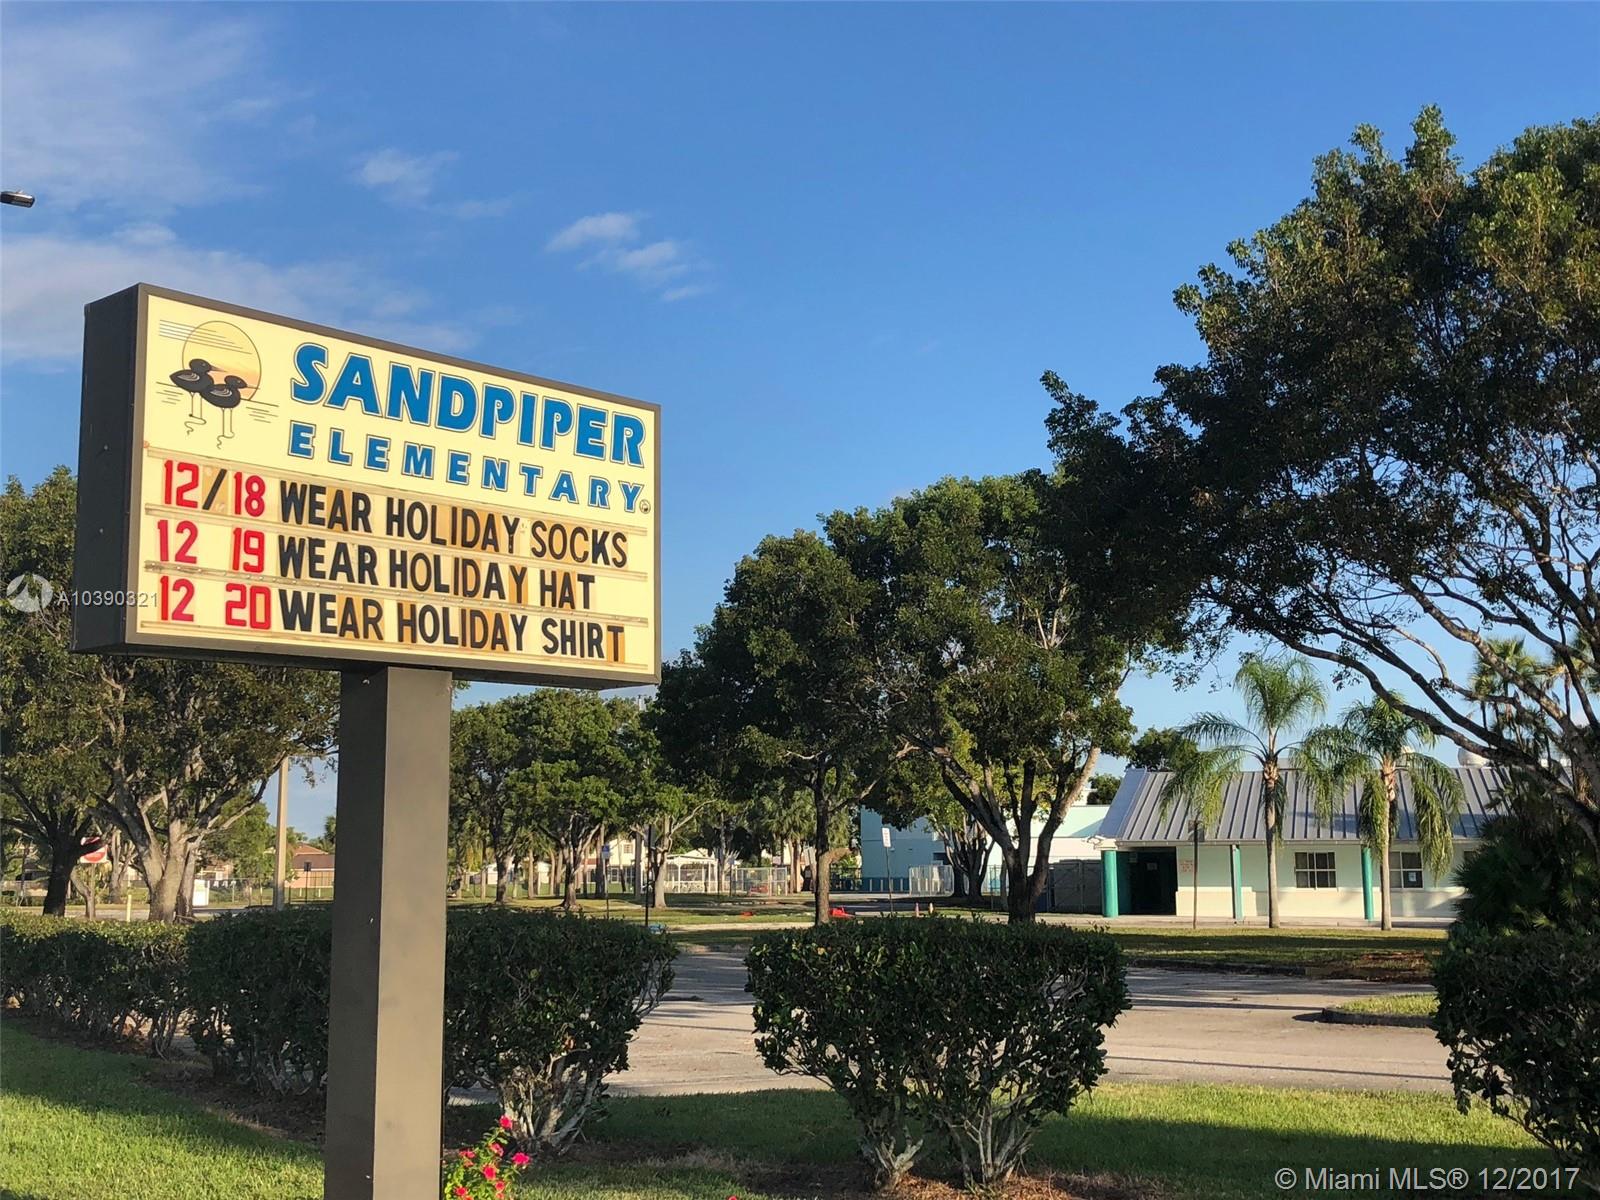 SANDPIPER
ELEMENTARY
12/18 WEAR HOLIDAY SOCKS
12 19 WEAR HOLIDAY HAT
12 20 WEAR HOLIDAY SHIRT
A10390321
© Miami MLS® 12/2017